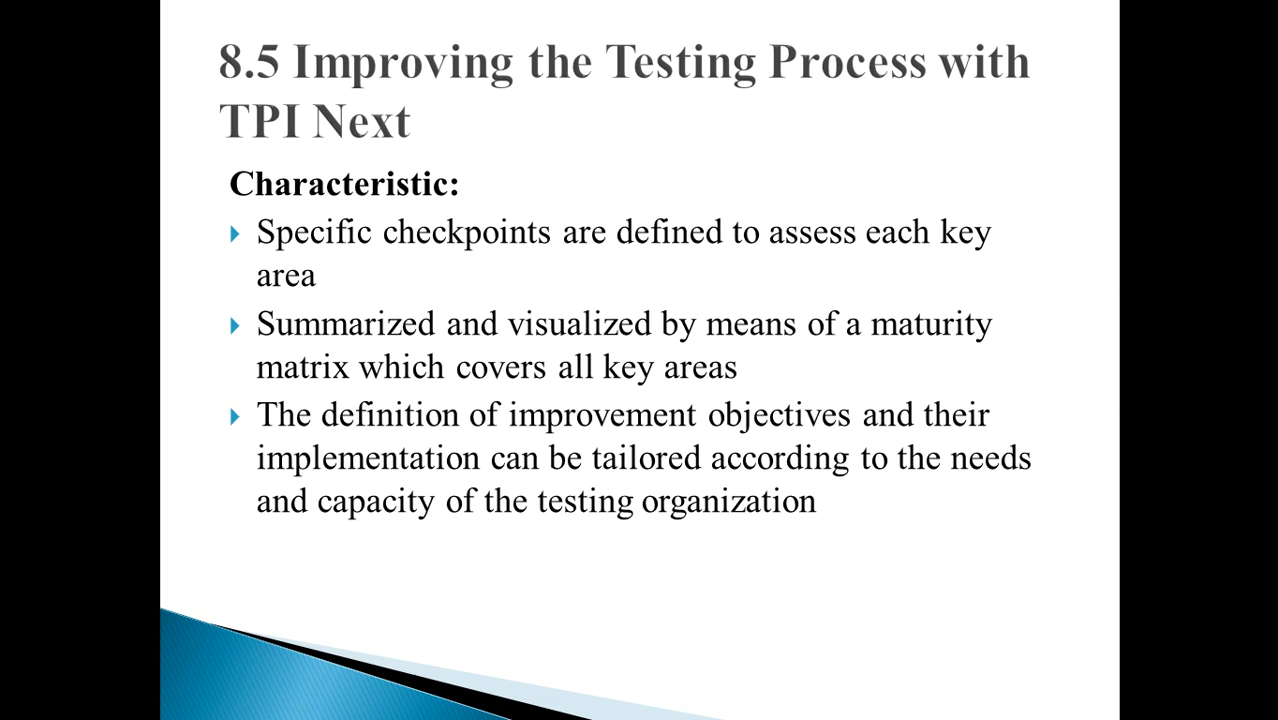 8.5 Improving the Testing Process with
TPI Next
Characteristic:
Specific checkpoints are defined to assess each key
area
Summarized and visualized by means of a maturity
matrix which covers all key areas
The definition of improvement objectives and their
implementation can be tailored according to the needs
and capacity of the testing organization